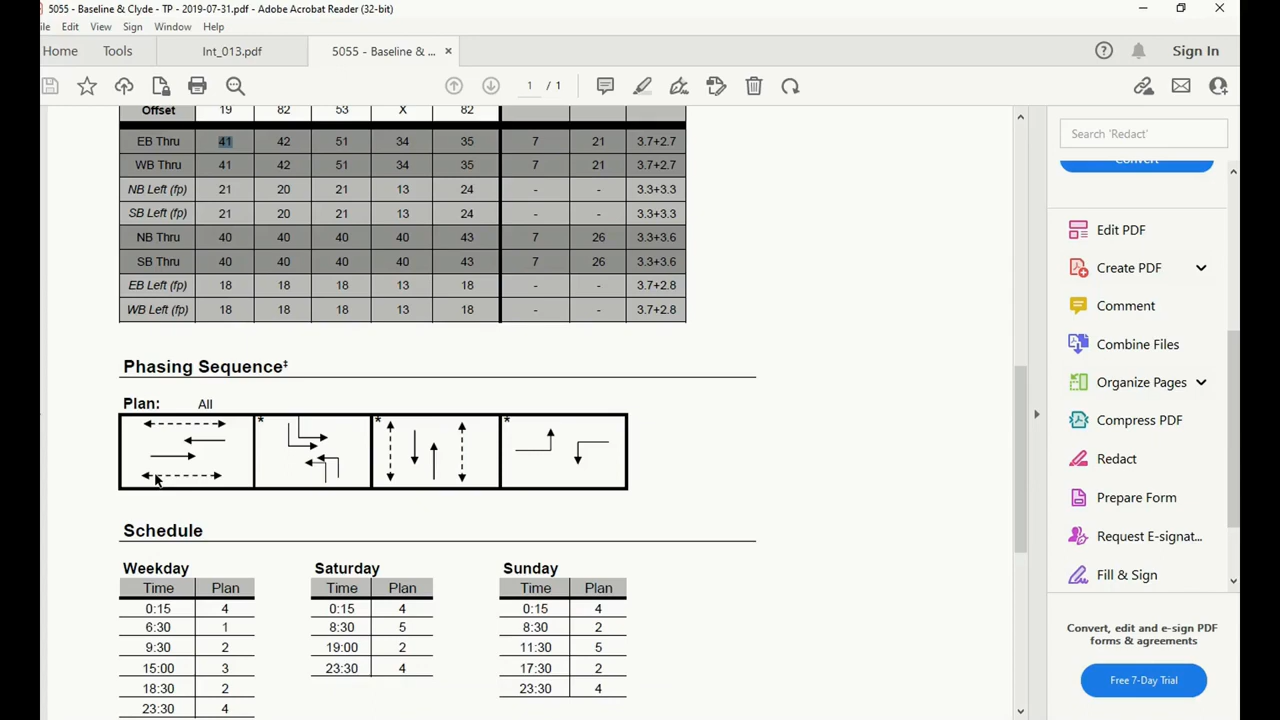 5055 - Baseline & Clyde - TP - 2019-07-31.pdf - Adobe Acrobat Reader (32-bit)
ile Edit View Sign Window Help
Home Tools Int_013.pdf 5055 - Baseline & ... × Sign In
1 / 1
Offset 19 82 53 X 82
EB Thru 41 42 51 34 35 7 21 3.7+2.7
WB Thru 41 42 51 34 35 7 21 3.7+2.7
NB Left (fp) 21 20 21 13 24 - - 3.3+3.3
SB Left (fp) 21 20 21 13 24 - - 3.3+3.3
NB Thru 40 40 40 40 43 7 26 3.3+3.6
SB Thru 40 40 40 40 43 7 26 3.3+3.6
EB Left (fp) 18 18 18 13 18 - - 3.7+2.8
WB Left (fp) 18 18 18 13 18 - - 3.7+2.8
Phasing Sequence‡
Plan: All
* * *
Schedule
Weekday Saturday Sunday
Time Plan Time Plan Time Plan
0:15 4 0:15 4 0:15 4
6:30 1 8:30 5 8:30 2
9:30 2 19:00 2 11:30 5
15:00 3 23:30 4 17:30 2
18:30 2 23:30 4
23:30 4
Search 'Redact'
Convert
Edit PDF
Create PDF
Comment
Combine Files
Organize Pages
Compress PDF
Redact
Prepare Form
Request E-signat...
Fill & Sign
Convert, edit and e-sign PDF
forms & agreements
Free 7-Day Trial